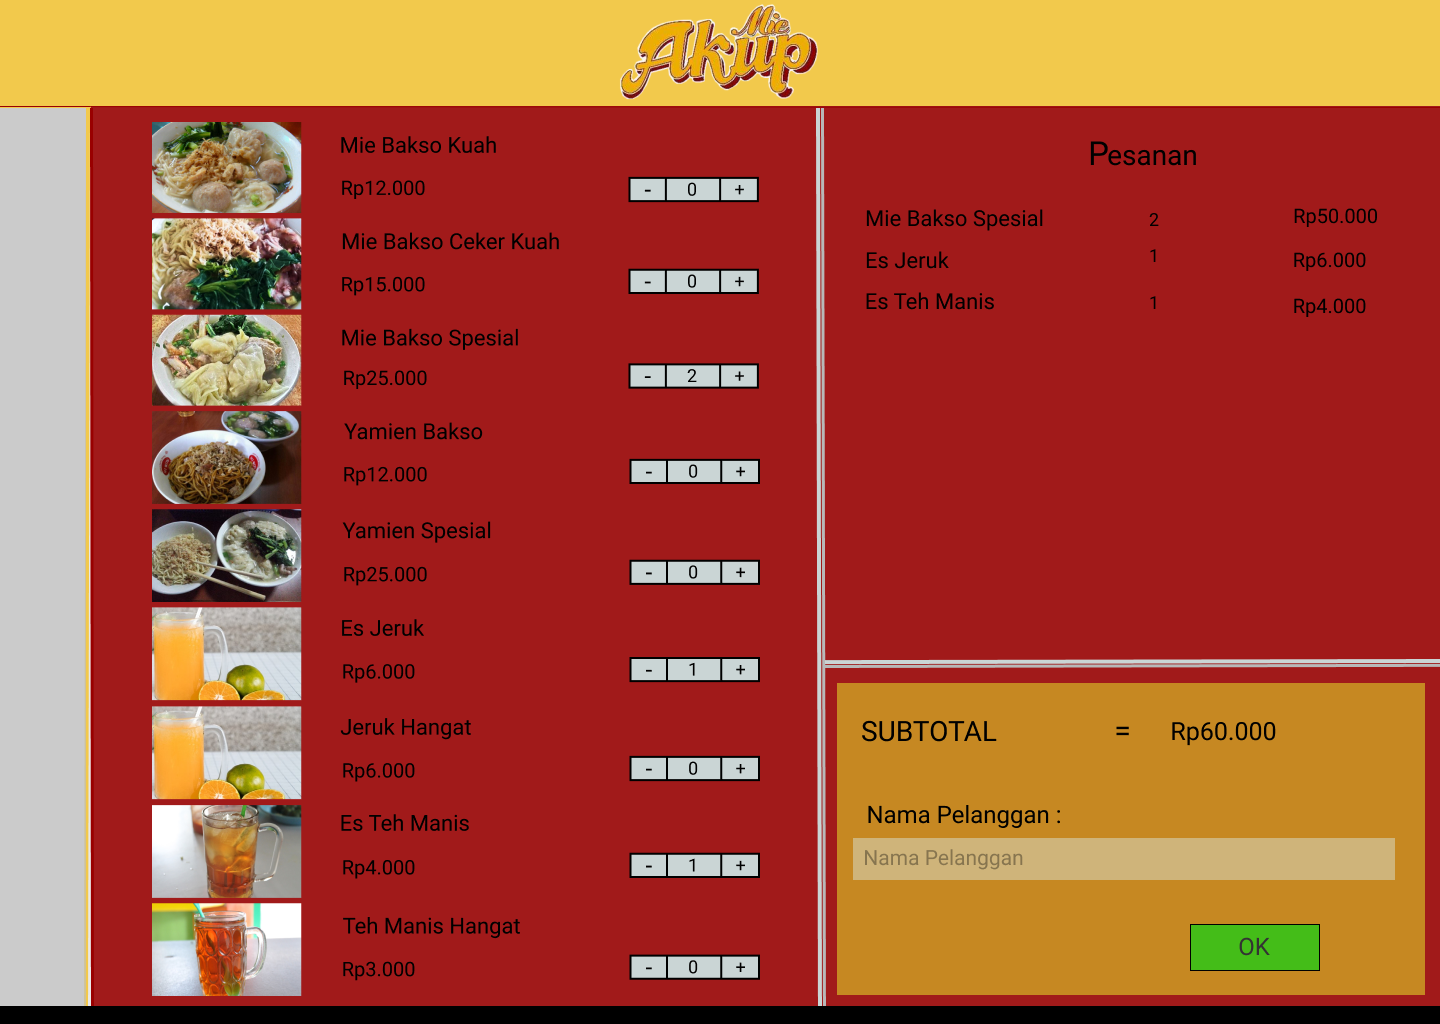 Mie
Akup
Mie Bakso Kuah
Rp12.000
- 0 +
Mie Bakso Ceker Kuah
Rp15.000
- 0 +
Mie Bakso Spesial
Rp25.000
- 2 +
Yamien Bakso
Rp12.000
- 0 +
Yamien Spesial
Rp25.000
- 0 +
Es Jeruk
Rp6.000
- 1 +
Jeruk Hangat
Rp6.000
- 0 +
Es Teh Manis
Rp4.000
- 1 +
Teh Manis Hangat
Rp3.000
- 0 +
Pesanan
Mie Bakso Spesial 2 Rp50.000
Es Jeruk 1 Rp6.000
Es Teh Manis 1 Rp4.000
SUBTOTAL = Rp60.000
Nama Pelanggan :
Nama Pelanggan
OK